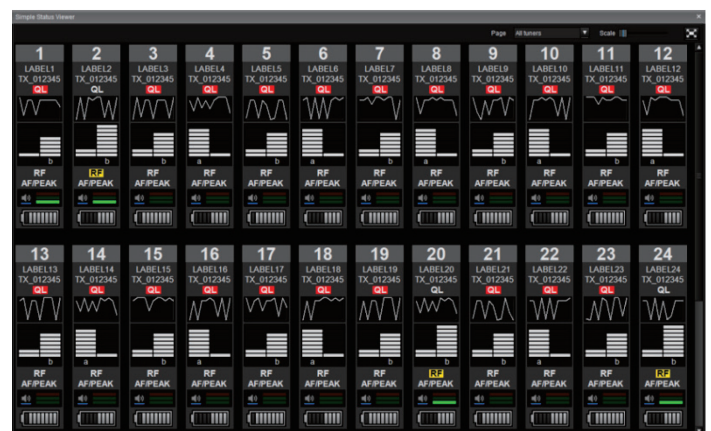 Simple Status Viewer
Page All tuners Scale
1 2 3 4 5 6 7 8 9 10 11 12
LABEL1 LABEL2 LABEL3 LABEL4 LABEL5 LABEL6 LABEL7 LABEL8 LABEL9 LABEL10 LABEL11 LABEL12
TX_012345 TX_012345 TX_012345 TX_012345 TX_012345 TX_012345 TX_012345 TX_012345 TX_012345 TX_012345 TX_012345 TX_012345
QL QL QL QL QL QL QL QL QL QL QL QL
b b b a b a b a b a b a
RF RF RF RF RF RF RF RF RF RF RF RF
AF/PEAK AF/PEAK AF/PEAK AF/PEAK AF/PEAK AF/PEAK AF/PEAK AF/PEAK AF/PEAK AF/PEAK AF/PEAK AF/PEAK
13 14 15 16 17 18 19 20 21 22 23 24
LABEL13 LABEL14 LABEL15 LABEL16 LABEL17 LABEL18 LABEL19 LABEL20 LABEL21 LABEL22 LABEL23 LABEL24
TX_012345 TX_012345 TX_012345 TX_012345 TX_012345 TX_012345 TX_012345 TX_012345 TX_012345 TX_012345 TX_012345 TX_012345
QL QL QL QL QL QL QL QL QL QL QL QL
b a b a b a b b a b b b
RF RF RF RF RF RF RF RF RF RF RF RF
AF/PEAK AF/PEAK AF/PEAK AF/PEAK AF/PEAK AF/PEAK AF/PEAK AF/PEAK AF/PEAK AF/PEAK AF/PEAK AF/PEAK